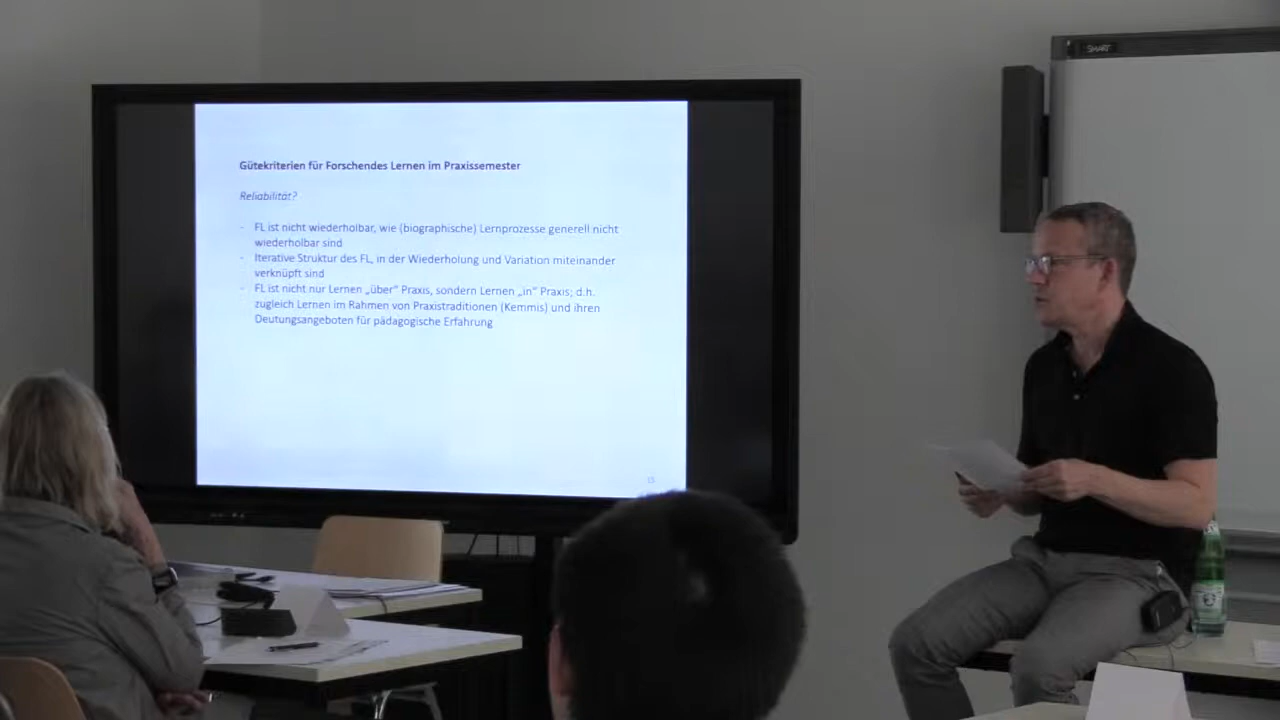 SMART
Gütekriterien für Forschendes Lernen im Praxissemester
Reliabilität?
- FL ist nicht wiederholbar, wie (biographische) Lernprozesse generell nicht
wiederholbar sind
- Iterative Struktur des FL, in der Wiederholung und Variation miteinander
verknüpft sind
- FL ist nicht nur Lernen „über“ Praxis, sondern Lernen „in“ Praxis; d.h.
zugleich Lernen im Rahmen von Praxistraditionen (Kemmis) und ihren
Deutungsangeboten für pädagogische Erfahrung